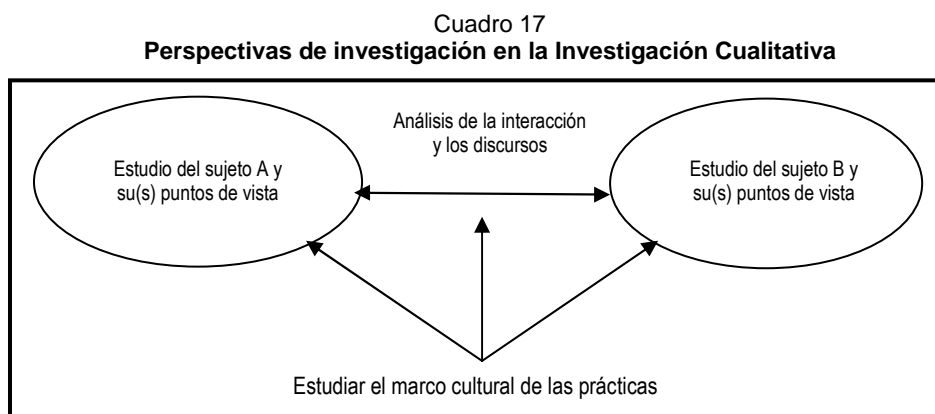 Cuadro 17
Perspectivas de investigación en la Investigación Cualitativa
Análisis de la interacción
y los discursos
Estudio del sujeto A y
su(s) puntos de vista
Estudio del sujeto B y
su(s) puntos de vista
Estudiar el marco cultural de las prácticas